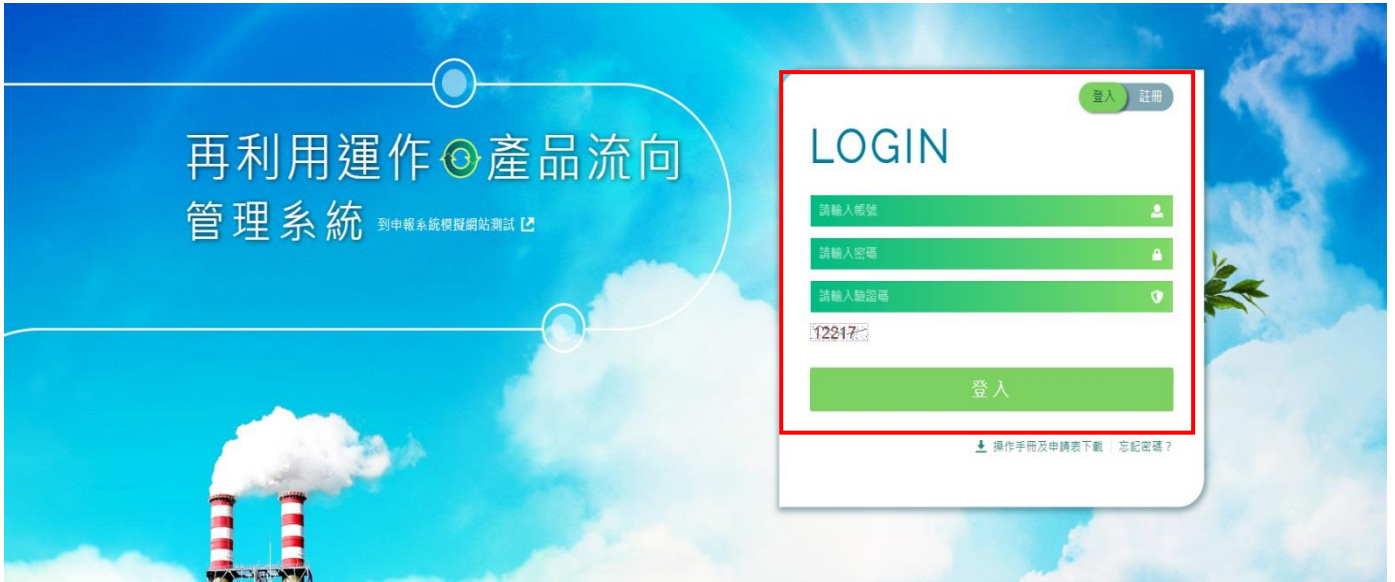 再利用運作 產品流向
管理系統 到申報系統模擬網站測試
登入 註冊
LOGIN
請輸入帳號
請輸入密碼
請輸入驗證碼
12217
登入
操作手冊及申請表下載 忘記密碼?